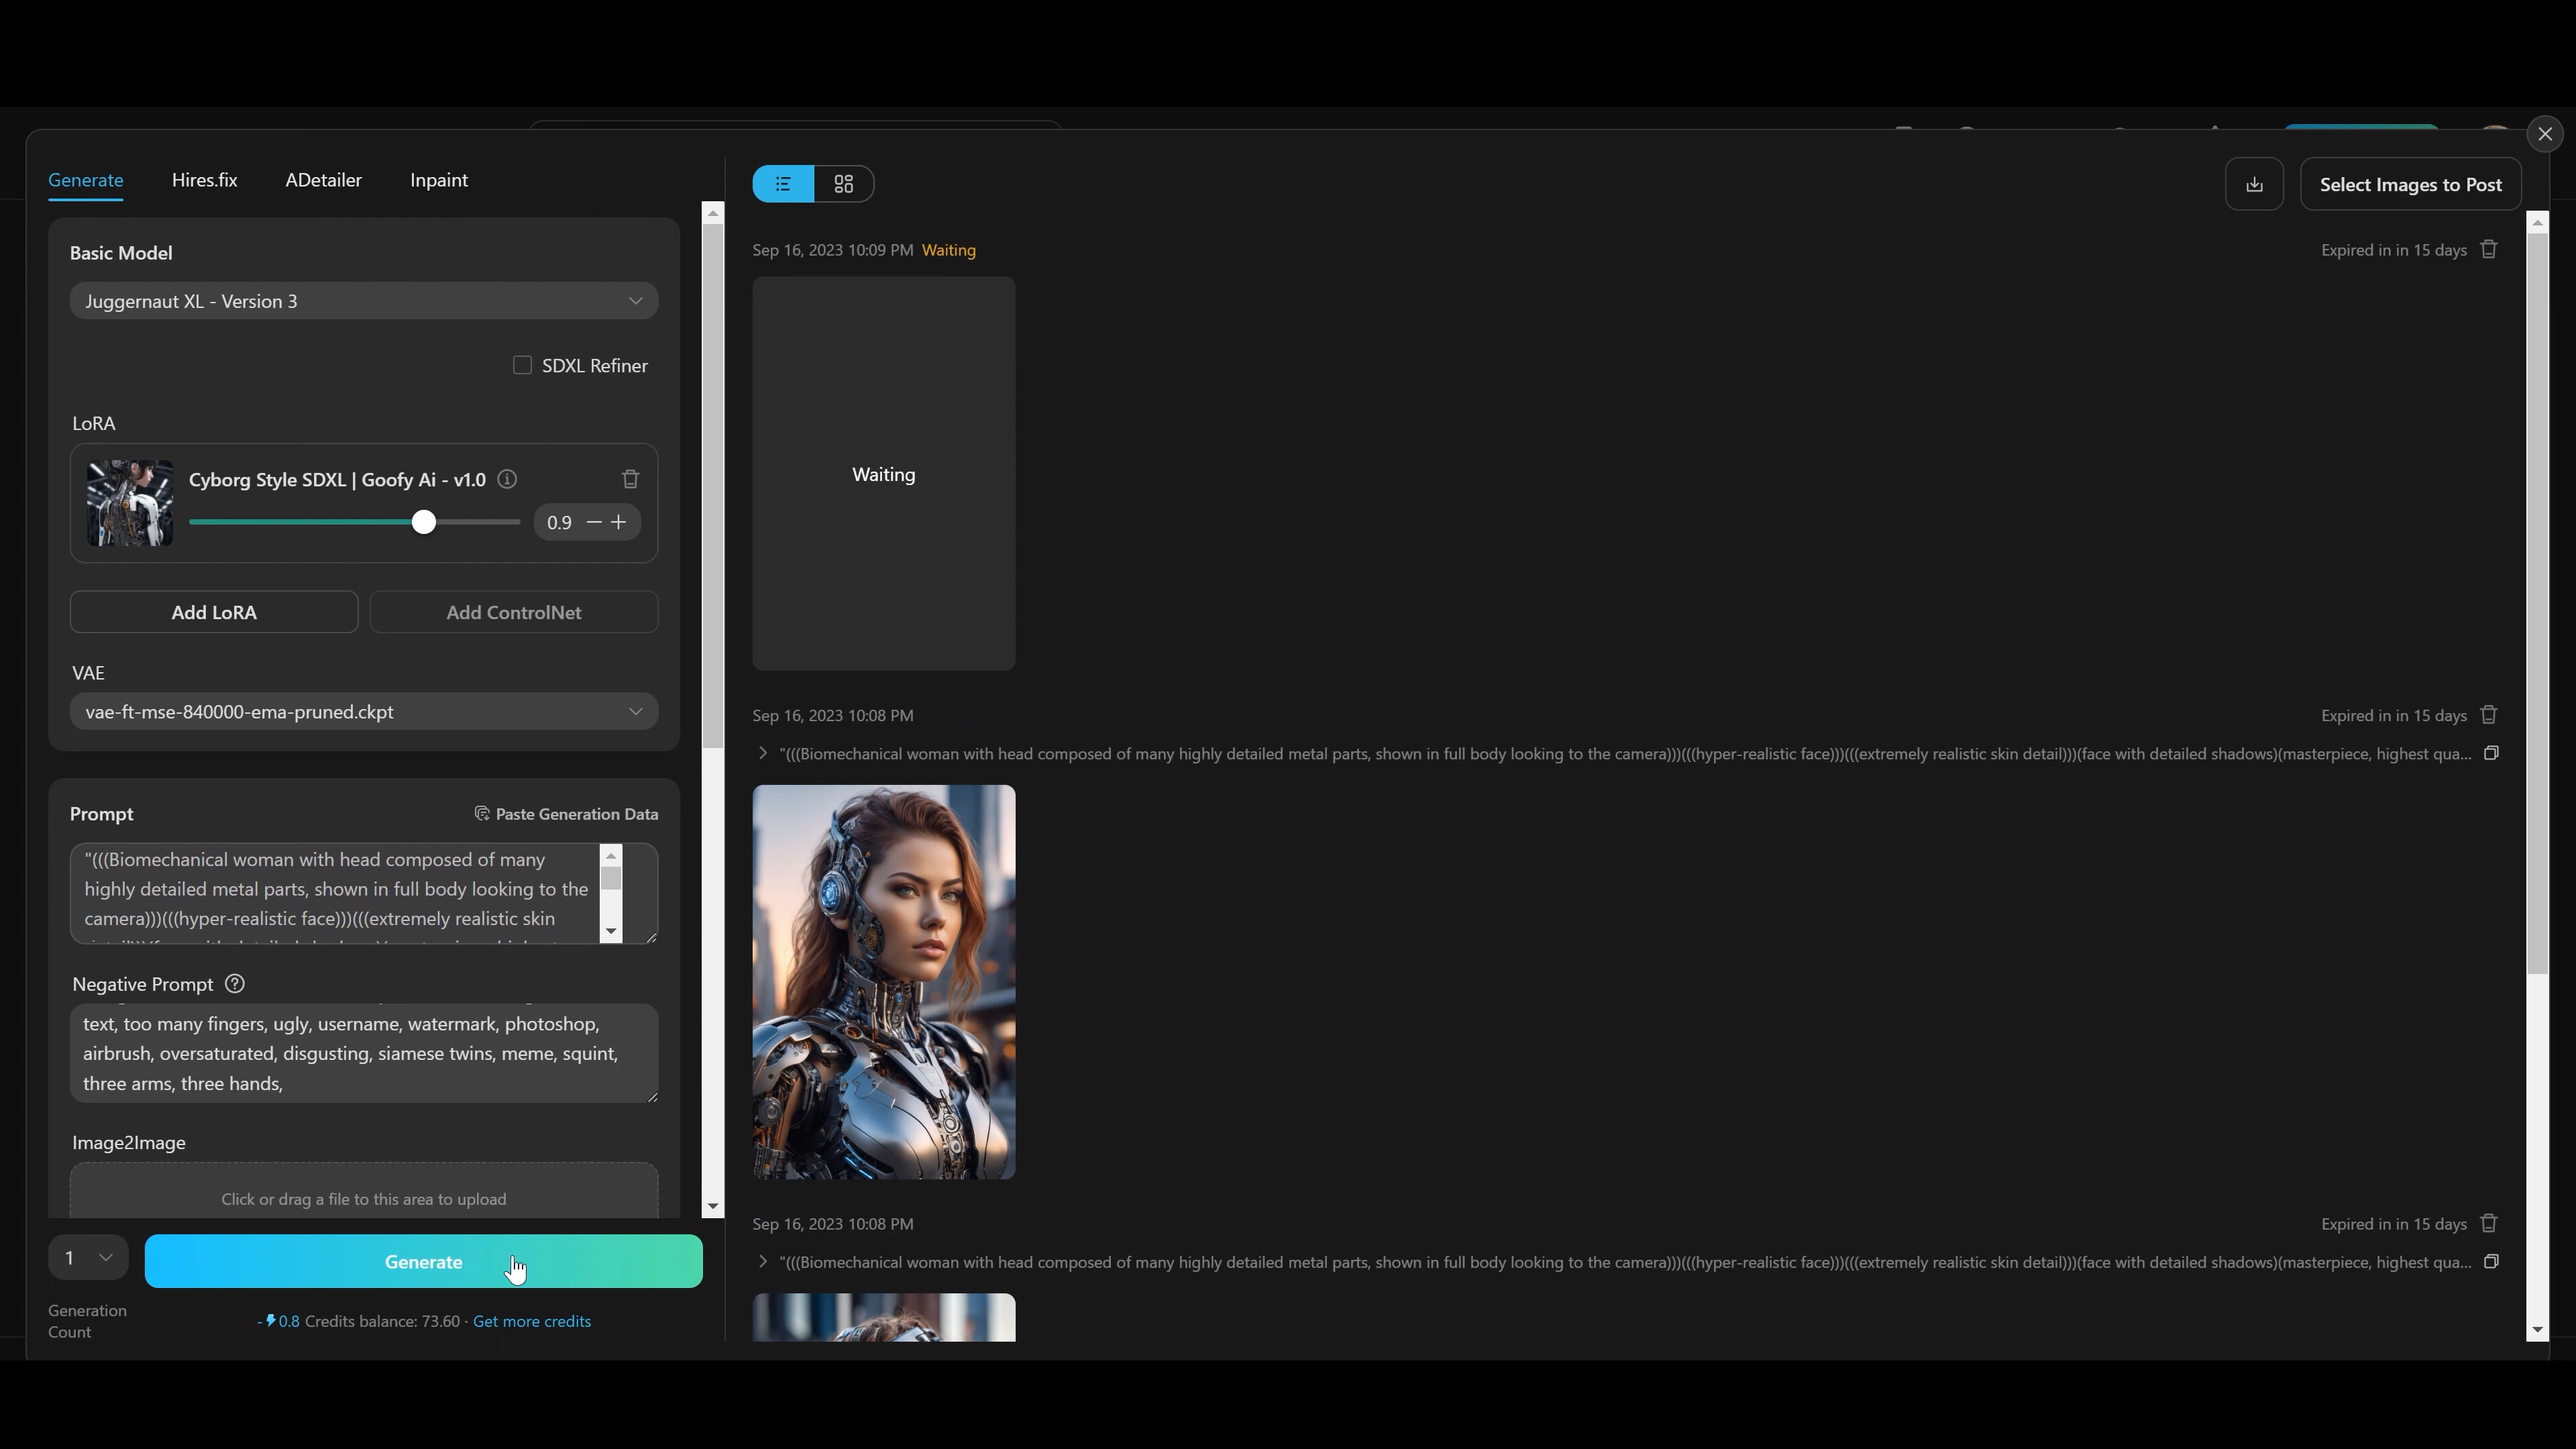 Generate
Hires.fix
ADetailer
Inpaint
Basic Model
Juggernaut XL - Version 3
SDXL Refiner
LoRA
Cyborg Style SDXL | Goofy Ai - v1.0
0.9
Add LoRA
Add ControlNet
VAE
vae-ft-mse-840000-ema-pruned.ckpt
Prompt
Paste Generation Data
"(((Biomechanical woman with head composed of many
highly detailed metal parts, shown in full body looking to the
camera)))(((hyper-realistic face)))(((extremely realistic skin
Negative Prompt
text, too many fingers, ugly, username, watermark, photoshop,
airbrush, oversaturated, disgusting, siamese twins, meme, squint,
three arms, three hands,
Image2Image
Click or drag a file to this area to upload
1
Generate
Generation
Count
- 0.8 Credits balance: 73.60 · Get more credits
Select Images to Post
Sep 16, 2023 10:09 PM Waiting
Expired in in 15 days
Waiting
Sep 16, 2023 10:08 PM
Expired in in 15 days
"(((Biomechanical woman with head composed of many highly detailed metal parts, shown in full body looking to the camera)))(((hyper-realistic face)))(((extremely realistic skin detail)))(face with detailed shadows)(masterpiece, highest qua...
Sep 16, 2023 10:08 PM
Expired in in 15 days
"(((Biomechanical woman with head composed of many highly detailed metal parts, shown in full body looking to the camera)))(((hyper-realistic face)))(((extremely realistic skin detail)))(face with detailed shadows)(masterpiece, highest qua...